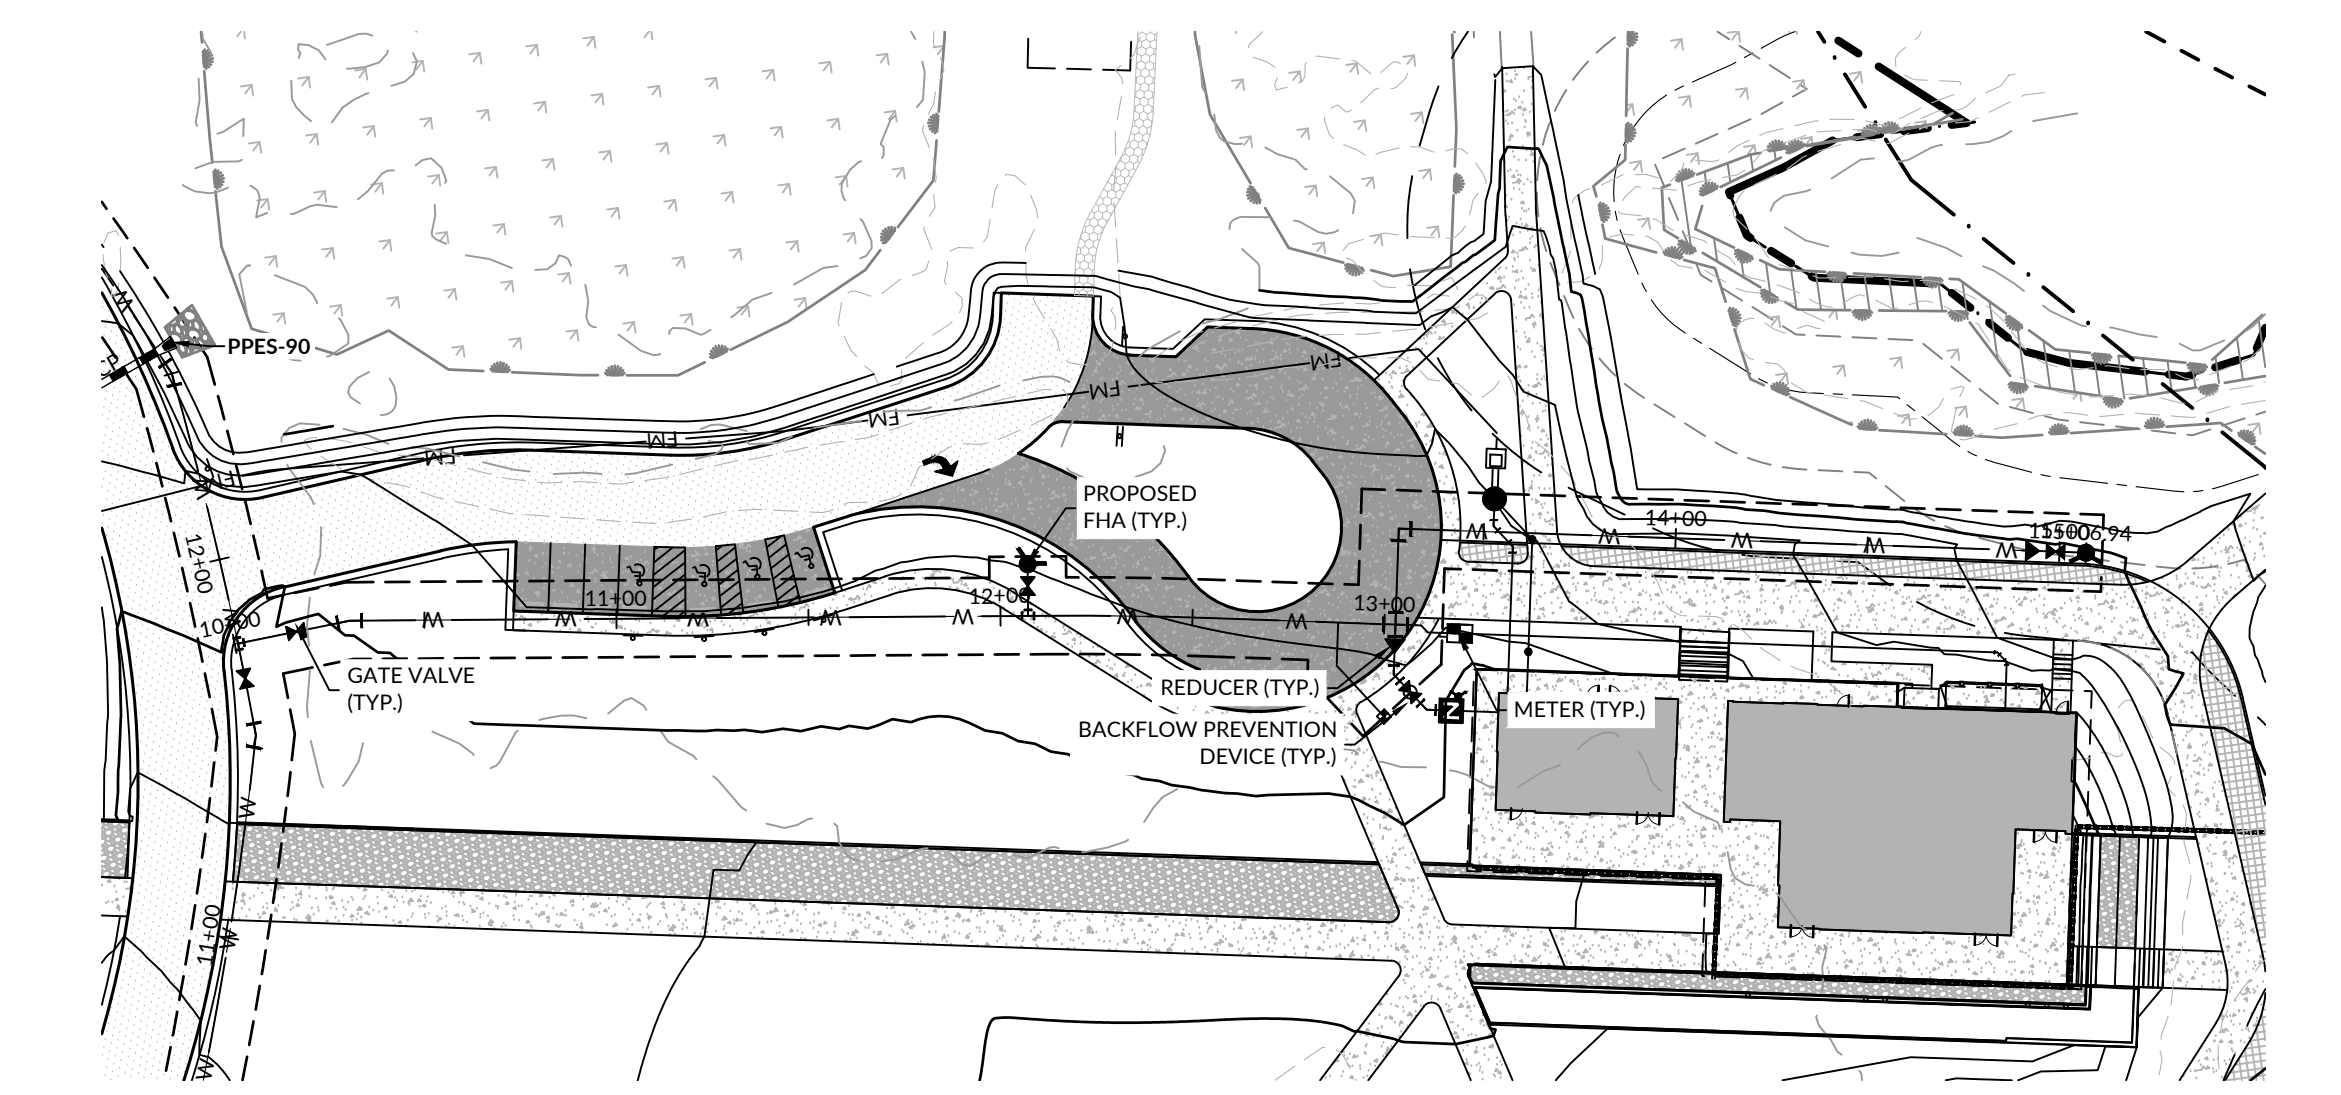 PPES-90
FM
FM
FM
FM
FM
PROPOSED
FHA (TYP.)
12+00
10+00
11+00
12+00
13+00
14+00
W
W
W
W
W
W
W
W
W
W
W
GATE VALVE
(TYP.)
REDUCER (TYP.)
METER (TYP.)
BACKFLOW PREVENTION
DEVICE (TYP.)
W
11+00
W
W